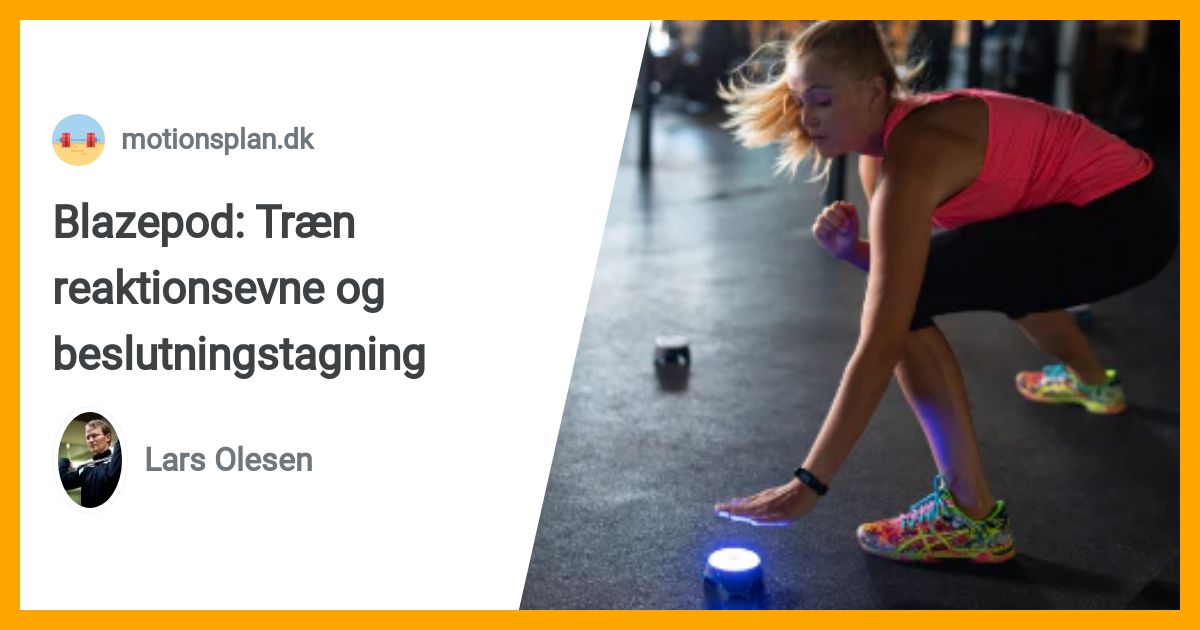 motionsplan.dk
Blazepod: Træn
reaktionsevne og
beslutningstagning
Lars Olesen